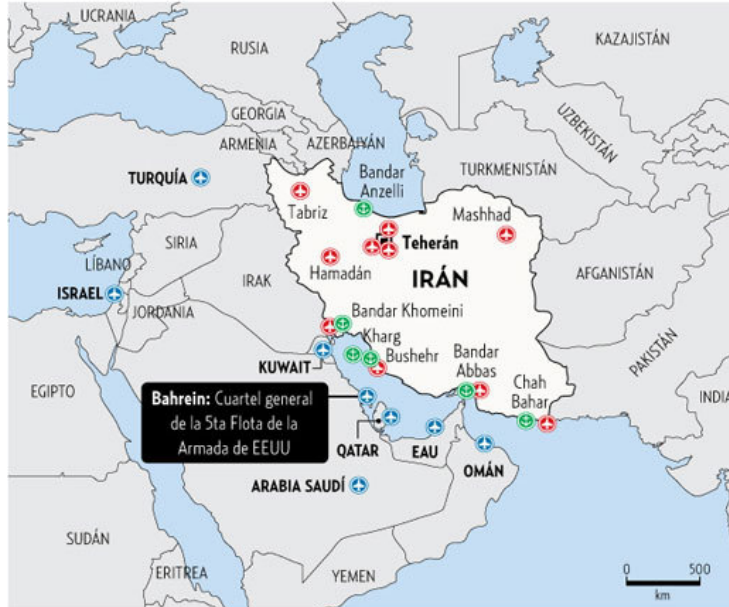 UCRANIA
RUSIA
KAZAJISTÁN
GEORGIA
UZBEKISTÁN
ARMENIA
AZERBAIYÁN
TURKMENISTÁN
TURQUÍA
Bandar
Anzelli
Tabriz
Mashhad
Teherán
SIRIA
LÍBANO
Hamadán
IRÁN
AFGANISTÁN
IRAK
ISRAEL
JORDANIA
Bandar Khomeini
Kharg
PAKISTÁN
KUWAIT
Bushehr
Bandar
Abbas
Chah
Bahar
EGIPTO
INDIA
Bahrein: Cuartel general
de la 5ta Flota de la
Armada de EEUU
QATAR
EAU
OMÁN
ARABIA SAUDÍ
SUDÁN
ERITREA
YEMEN
0 500
km